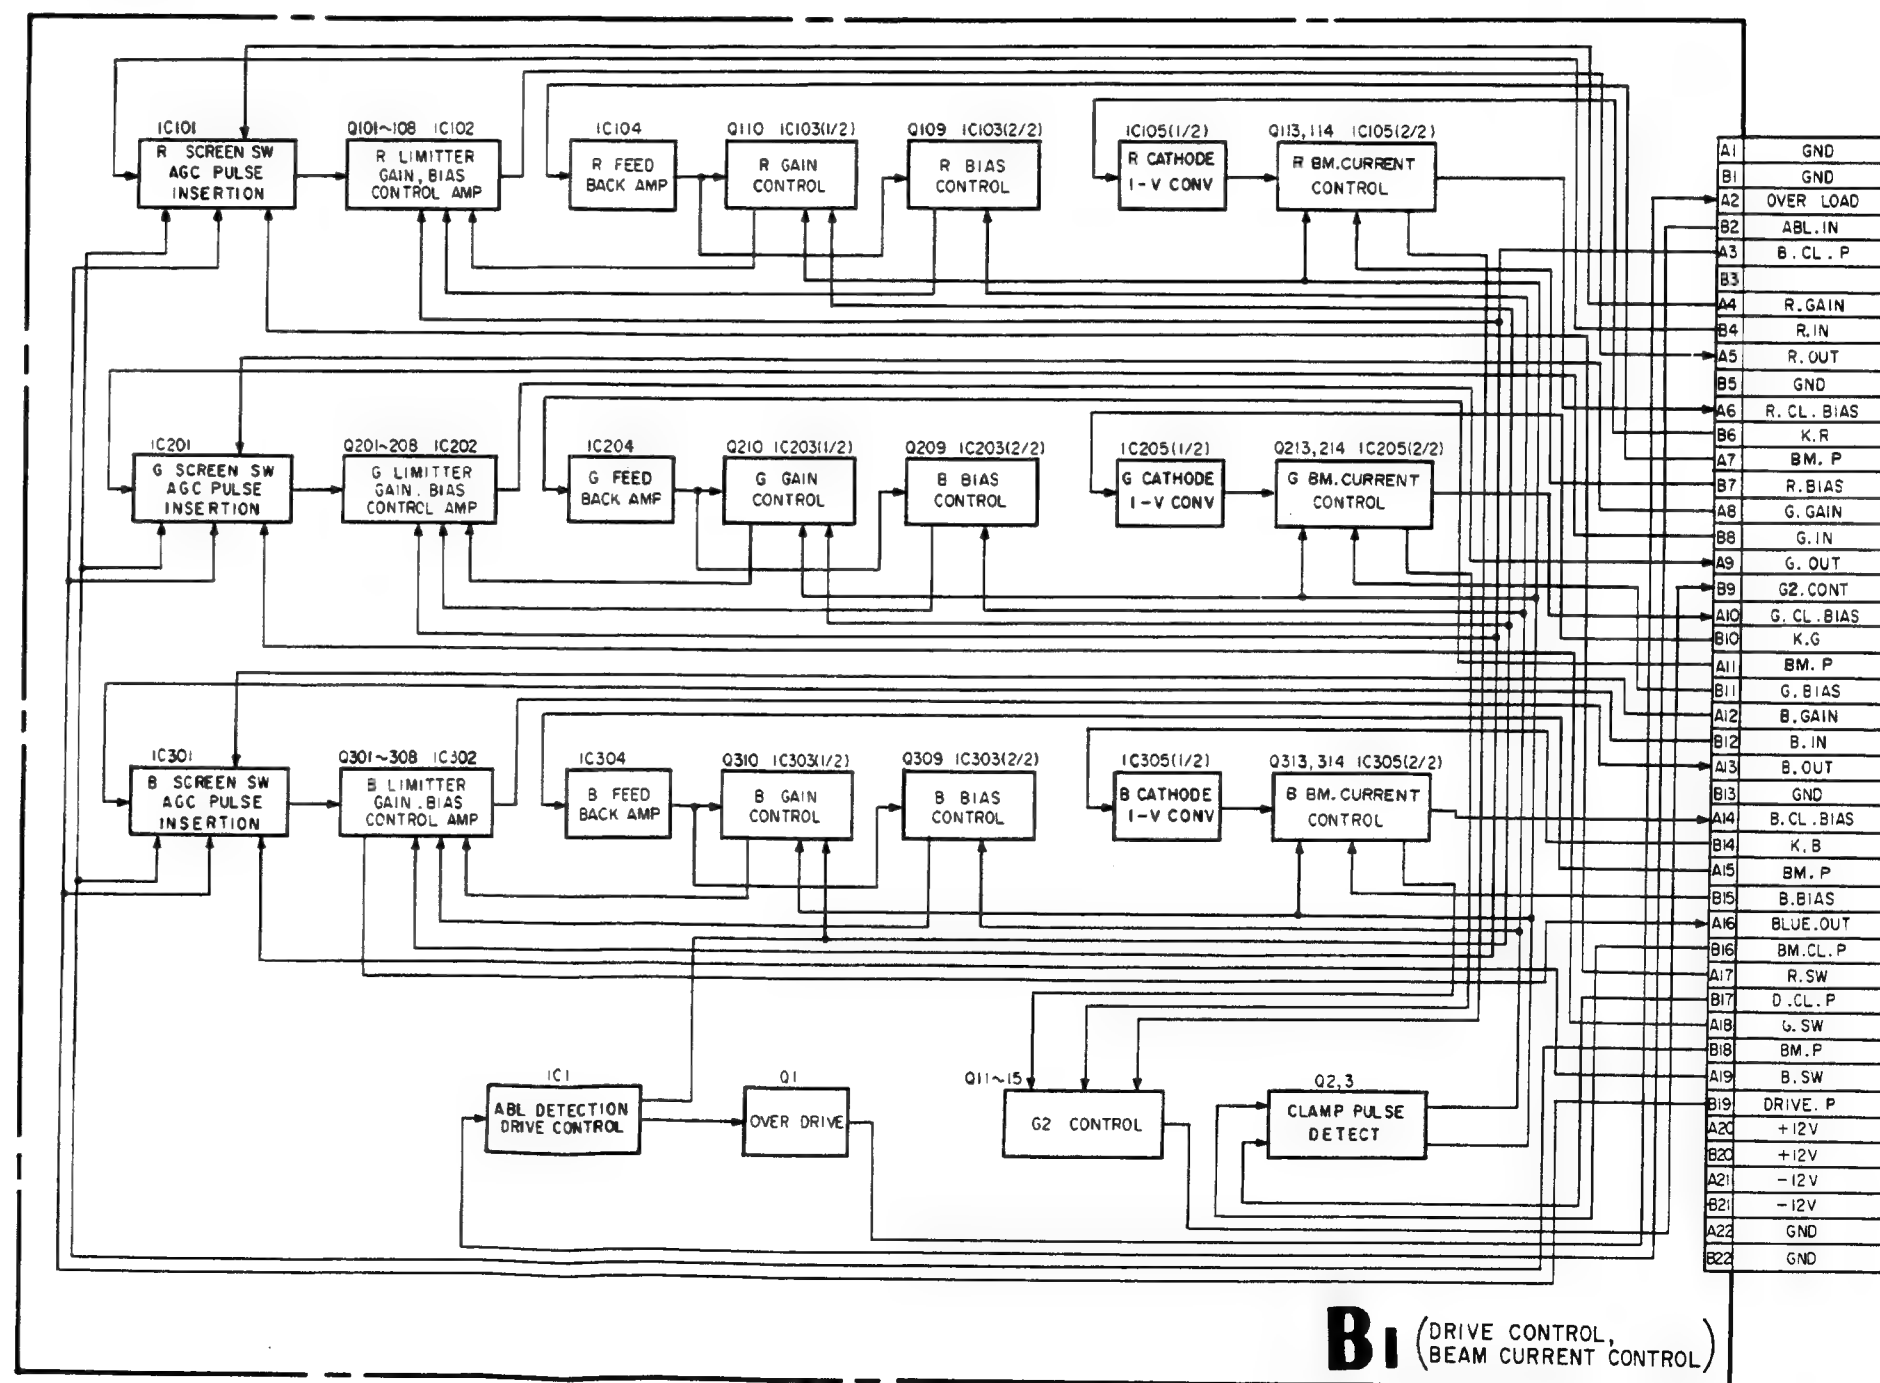 IC101
R SCREEN SW
AGC PULSE
INSERTION
Q101~108 IC102
R LIMITTER
GAIN, BIAS
CONTROL AMP
IC104
R FEED
BACK AMP
Q110 IC103(1/2)
R GAIN
CONTROL
Q109 IC103(2/2)
R BIAS
CONTROL
IC105(1/2)
R CATHODE
I-V CONV
Q113,114 IC105(2/2)
R BM.CURRENT
CONTROL
IC201
G SCREEN SW
AGC PULSE
INSERTION
Q201~208 IC202
G LIMITTER
GAIN.BIAS
CONTROL AMP
IC204
G FEED
BACK AMP
Q210 IC203(1/2)
G GAIN
CONTROL
Q209 IC203(2/2)
B BIAS
CONTROL
IC205(1/2)
G CATHODE
I-V CONV
Q213,214 IC205(2/2)
G BM.CURRENT
CONTROL
IC301
B SCREEN SW
AGC PULSE
INSERTION
Q301~308 IC302
B LIMITTER
GAIN.BIAS
CONTROL AMP
IC304
B FEED
BACK AMP
Q310 IC303(1/2)
B GAIN
CONTROL
Q309 IC303(2/2)
B BIAS
CONTROL
IC305(1/2)
B CATHODE
I-V CONV
Q313,314 IC305(2/2)
B BM.CURRENT
CONTROL
IC1
ABL DETECTION
DRIVE CONTROL
Q1
OVER DRIVE
Q11~15
G2 CONTROL
Q2,3
CLAMP PULSE
DETECT
A1 GND
B1 GND
A2 OVER LOAD
B2 ABL.IN
A3 B.CL.P
B3
A4 R.GAIN
B4 R.IN
A5 R.OUT
B5 GND
A6 R.CL.BIAS
B6 K.R
A7 BM.P
B7 R.BIAS
A8 G.GAIN
B8 G.IN
A9 G.OUT
B9 G2.CONT
A10 G.CL.BIAS
B10 K.G
A11 BM.P
B11 G.BIAS
A12 B.GAIN
B12 B.IN
A13 B.OUT
B13 GND
A14 B.CL.BIAS
B14 K.B
A15 BM.P
B15 B.BIAS
A16 BLUE.OUT
B16 BM.CL.P
A17 R.SW
B17 D.CL.P
A18 G.SW
B18 BM.P
A19 B.SW
B19 DRIVE.P
A20 +12V
B20 +12V
A21 -12V
B21 -12V
A22 GND
B22 GND
B1 (DRIVE CONTROL,
BEAM CURRENT CONTROL)